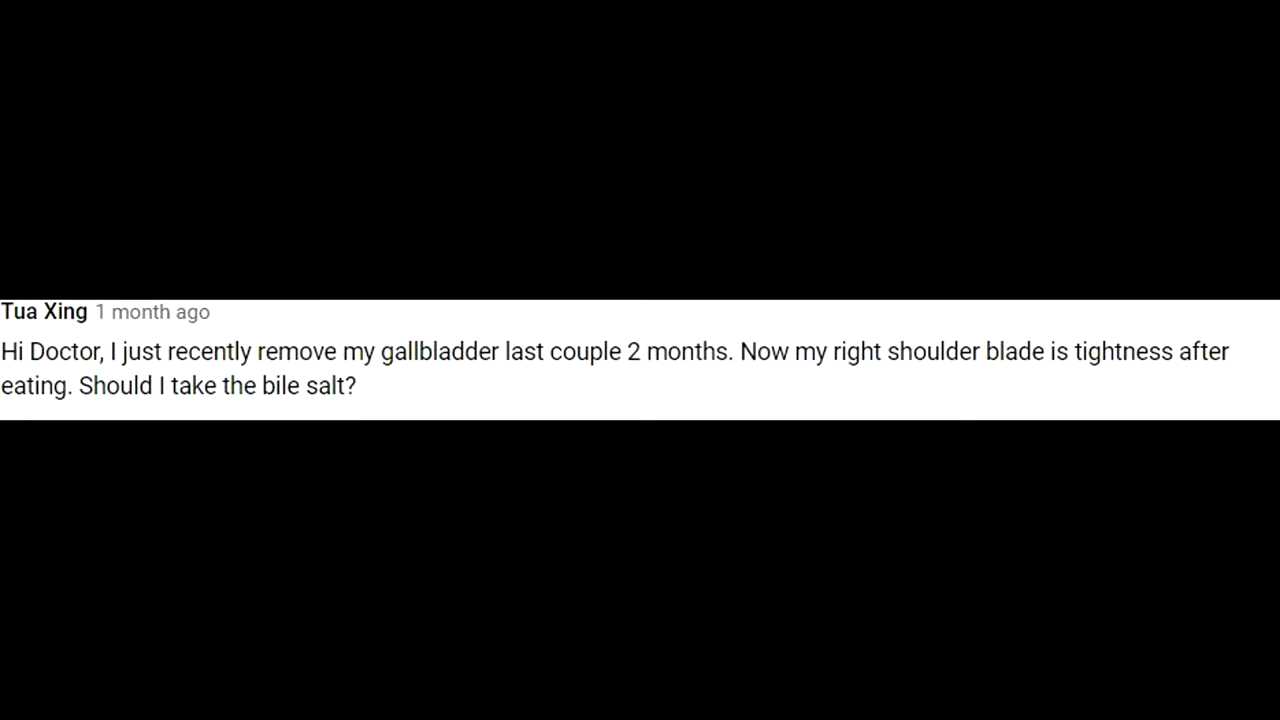 Tua Xing 1 month ago
Hi Doctor, I just recently remove my gallbladder last couple 2 months. Now my right shoulder blade is tightness after
eating. Should I take the bile salt?